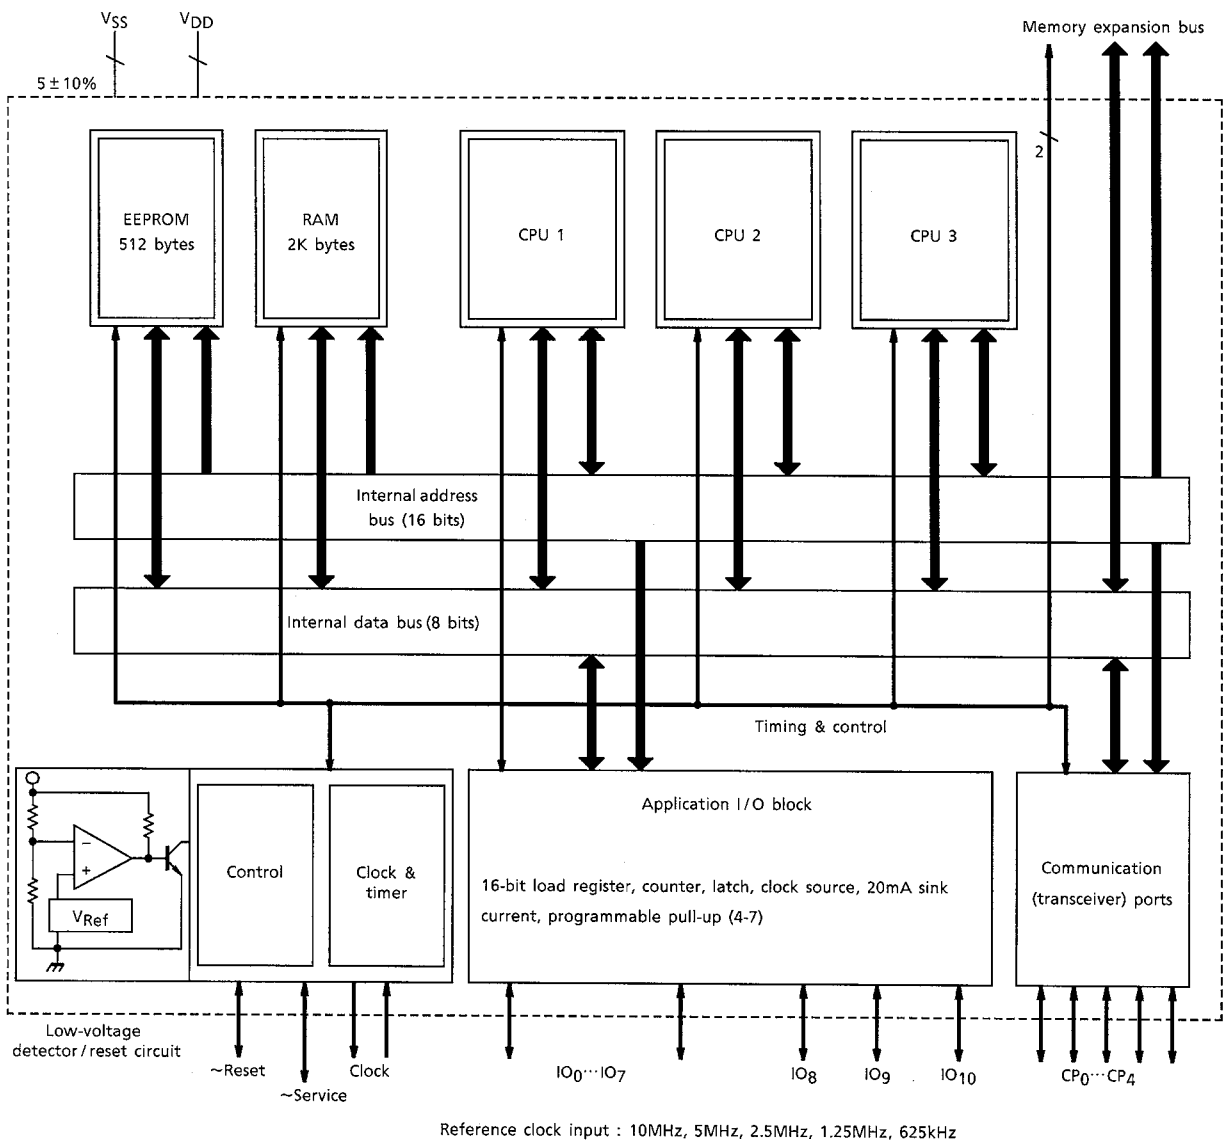 VSS VDD
Memory expansion bus
5±10%
2
EEPROM
512 bytes
RAM
2K bytes
CPU 1
CPU 2
CPU 3
Internal address
bus (16 bits)
Internal data bus (8 bits)
Timing & control
Application I/O block
16-bit load register, counter, latch, clock source, 20mA sink
current, programmable pull-up (4-7)
Control
Clock &
timer
Communication
(transceiver) ports
−
+
VRef
Low-voltage
detector/reset circuit
~Reset
~Service
Clock
IO0···IO7
IO8
IO9
IO10
CP0···CP4
Reference clock input : 10MHz, 5MHz, 2.5MHz, 1.25MHz, 625kHz